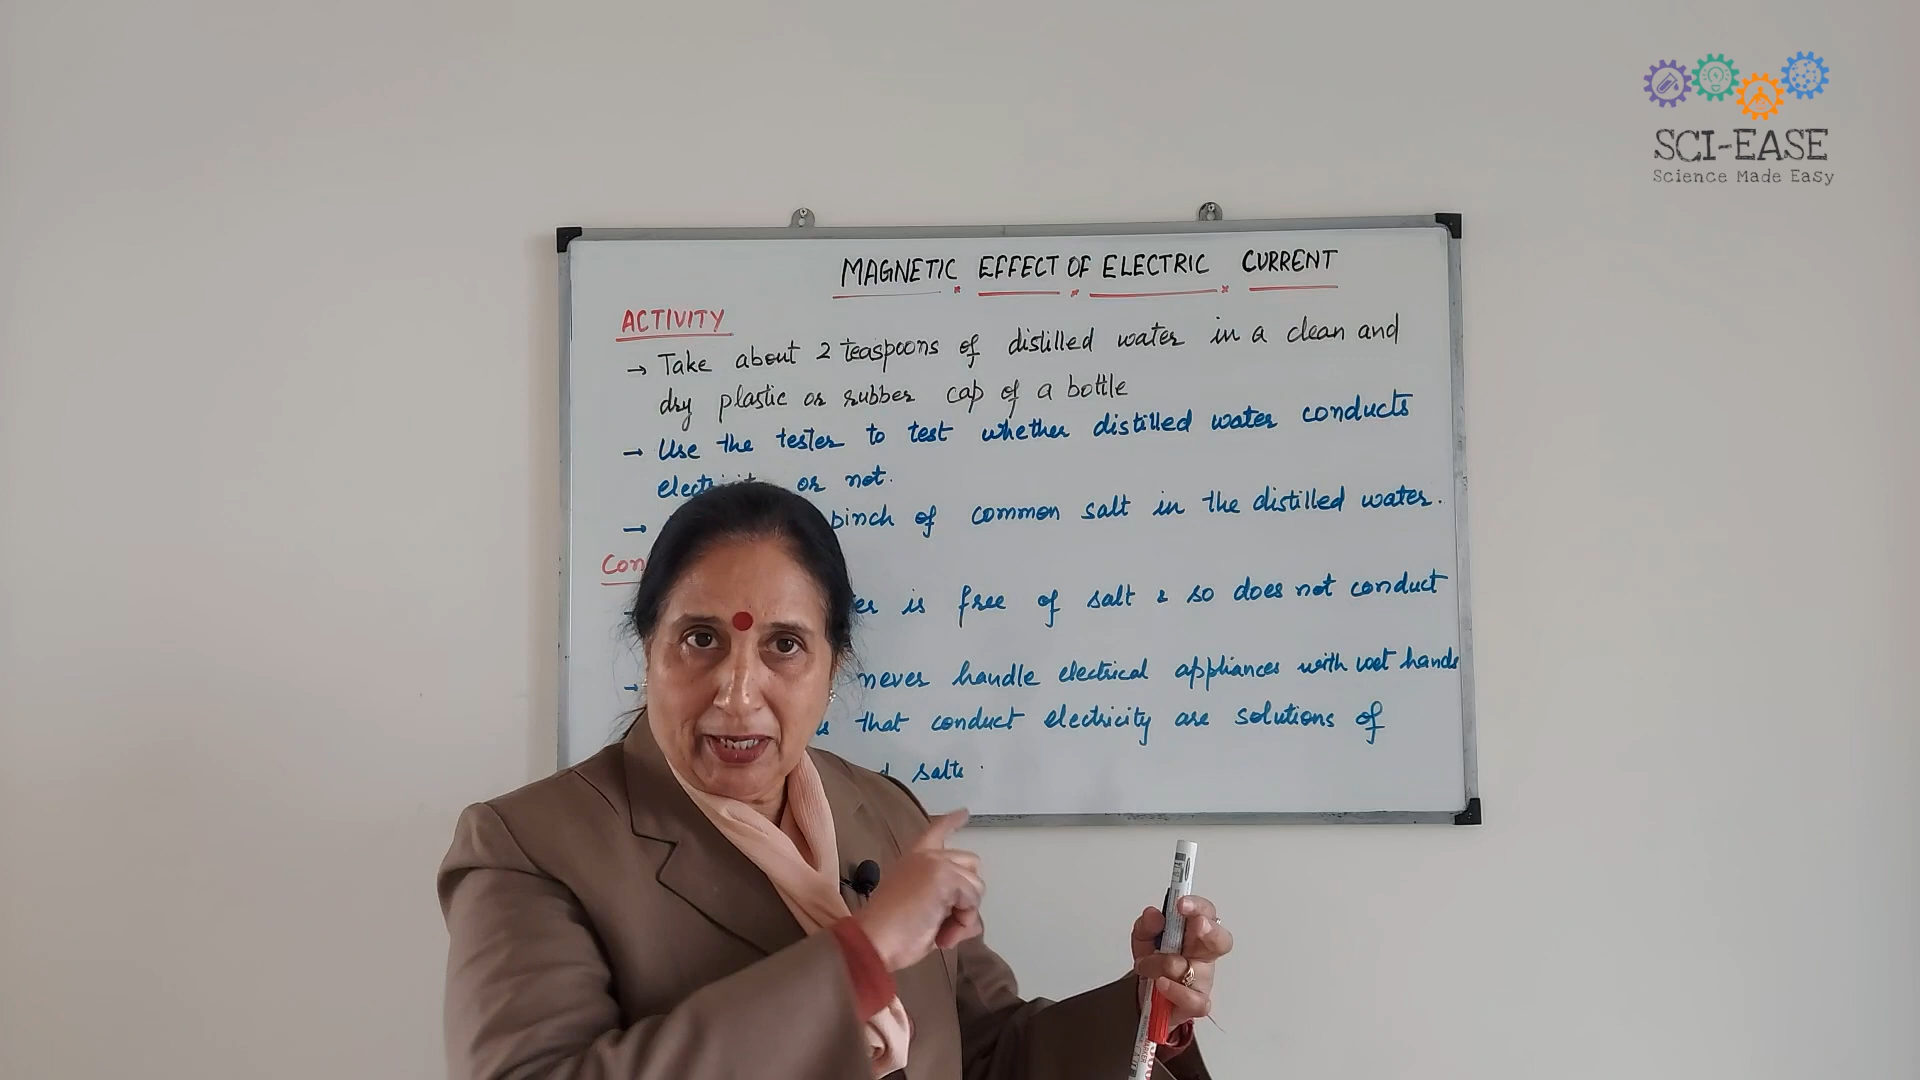 SCI-EASE
Science Made Easy
MAGNETIC EFFECT OF ELECTRIC CURRENT
ACTIVITY
→ Take about 2 teaspoons of distilled water in a clean and
dry plastic or rubber cap of a bottle
→ Use the tester to test whether distilled water conducts
or not.
→ pinch of common salt in the distilled water.
is free of salt & so does not conduct
→ never handle electrical appliances with wet hands
that conduct electricity are solutions of
salts.